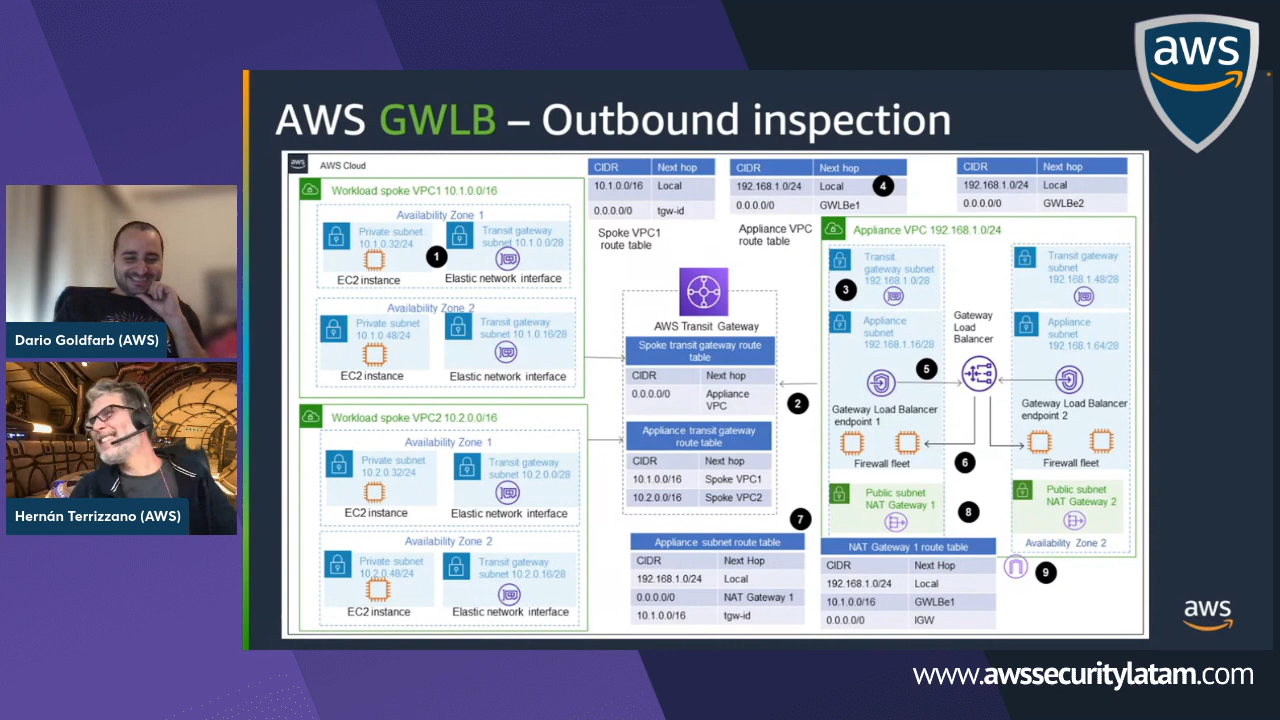 aws
AWS GWLB – Outbound inspection
aws
AWS Cloud
Workload spoke VPC1 10.1.0.0/16
Availability Zone 1
Private subnet
10.1.0.32/24
EC2 instance
1
Transit gateway
subnet 10.1.0.0/28
Elastic network interface
Availability Zone 2
Private subnet
10.1.0.48/24
EC2 instance
Transit gateway
subnet 10.1.0.16/28
Elastic network interface
Workload spoke VPC2 10.2.0.0/16
Availability Zone 1
Private subnet
10.2.0.32/24
EC2 instance
Transit gateway
subnet 10.2.0.0/28
Elastic network interface
Availability Zone 2
Private subnet
10.2.0.48/24
EC2 instance
Transit gateway
subnet 10.2.0.16/28
Elastic network interface
CIDR Next hop
10.1.0.0/16 Local
0.0.0.0/0 tgw-id
Spoke VPC1
route table
CIDR Next hop
192.168.1.0/24 Local
4
0.0.0.0/0 GWLBe1
Appliance VPC
route table
CIDR Next hop
192.168.1.0/24 Local
0.0.0.0/0 GWLBe2
AWS Transit Gateway
Spoke transit gateway route
table
CIDR Next hop
0.0.0.0/0 Appliance
VPC
2
Appliance transit gateway
route table
CIDR Next hop
10.1.0.0/16 Spoke VPC1
10.2.0.0/16 Spoke VPC2
7
Appliance subnet route table
CIDR Next Hop
192.168.1.0/24 Local
0.0.0.0/0 NAT Gateway 1
10.1.0.0/16 tgw-id
Appliance VPC 192.168.1.0/24
Transit
gateway subnet
192.168.1.0/28
3
Appliance
subnet
192.168.1.16/28
5
Gateway Load Balancer
endpoint 1
Firewall fleet
6
Public subnet
NAT Gateway 1
8
Gateway
Load
Balancer
Transit gateway
subnet
192.168.1.48/28
Appliance
subnet
192.168.1.64/28
Gateway Load Balancer
endpoint 2
Firewall fleet
Public subnet
NAT Gateway 2
Availability Zone 2
NAT Gateway 1 route table
CIDR Next Hop
192.168.1.0/24 Local
10.1.0.0/16 GWLBe1
0.0.0.0/0 IGW
9
aws
Dario Goldfarb (AWS)
Hernán Terrizzano (AWS)
www.awssecuritylatam.com